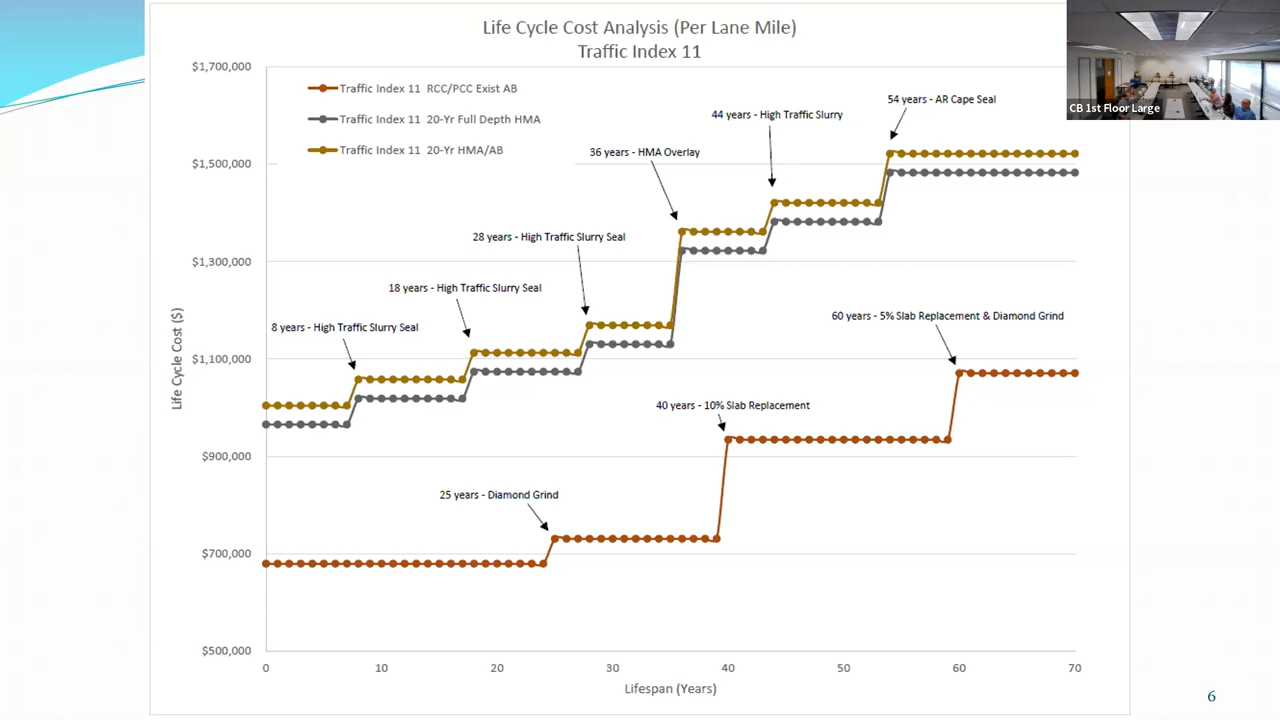 Life Cycle Cost Analysis (Per Lane Mile)
Traffic Index 11
CB 1st Floor Large
$1,700,000
$1,500,000
$1,300,000
$1,100,000
$900,000
$700,000
$500,000
Life Cycle Cost ($)
Traffic Index 11 RCC/PCC Exist AB
Traffic Index 11 20-Yr Full Depth HMA
Traffic Index 11 20-Yr HMA/AB
54 years - AR Cape Seal
44 years - High Traffic Slurry
36 years - HMA Overlay
28 years - High Traffic Slurry Seal
18 years - High Traffic Slurry Seal
8 years - High Traffic Slurry Seal
60 years - 5% Slab Replacement & Diamond Grind
40 years - 10% Slab Replacement
25 years - Diamond Grind
0 10 20 30 40 50 60 70
Lifespan (Years)
6